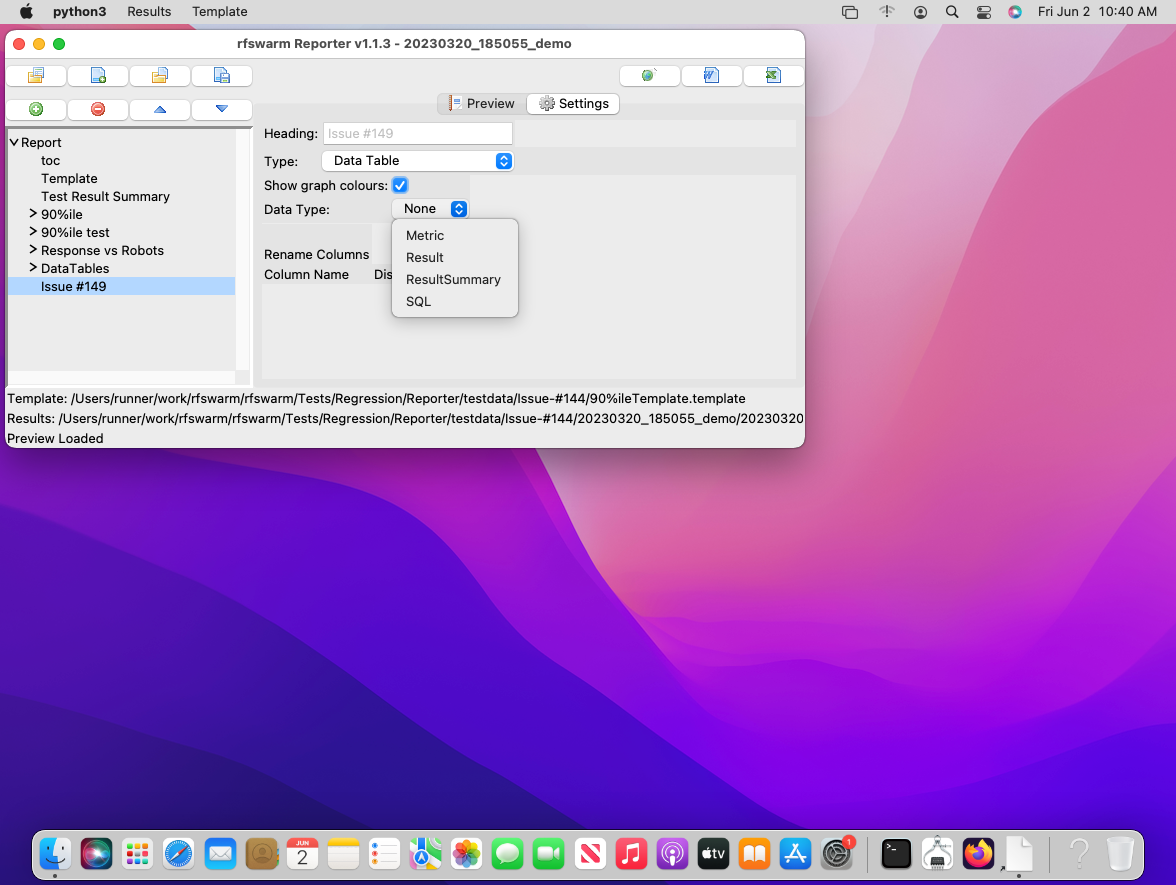 python3 Results Template Fri Jun 2 10:40 AM
rfswarm Reporter v1.1.3 - 20230320_185055_demo
Preview Settings
Report
toc
Template
Test Result Summary
90%ile
90%ile test
Response vs Robots
DataTables
Issue #149
Heading: Issue #149
Type: Data Table
Show graph colours:
Data Type: None
Metric
Result
ResultSummary
SQL
Rename Columns
Column Name Dis
Template: /Users/runner/work/rfswarm/rfswarm/Tests/Regression/Reporter/testdata/Issue-#144/90%ileTemplate.template
Results: /Users/runner/work/rfswarm/rfswarm/Tests/Regression/Reporter/testdata/Issue-#144/20230320_185055_demo/20230320
Preview Loaded
JUN
2
tv
1